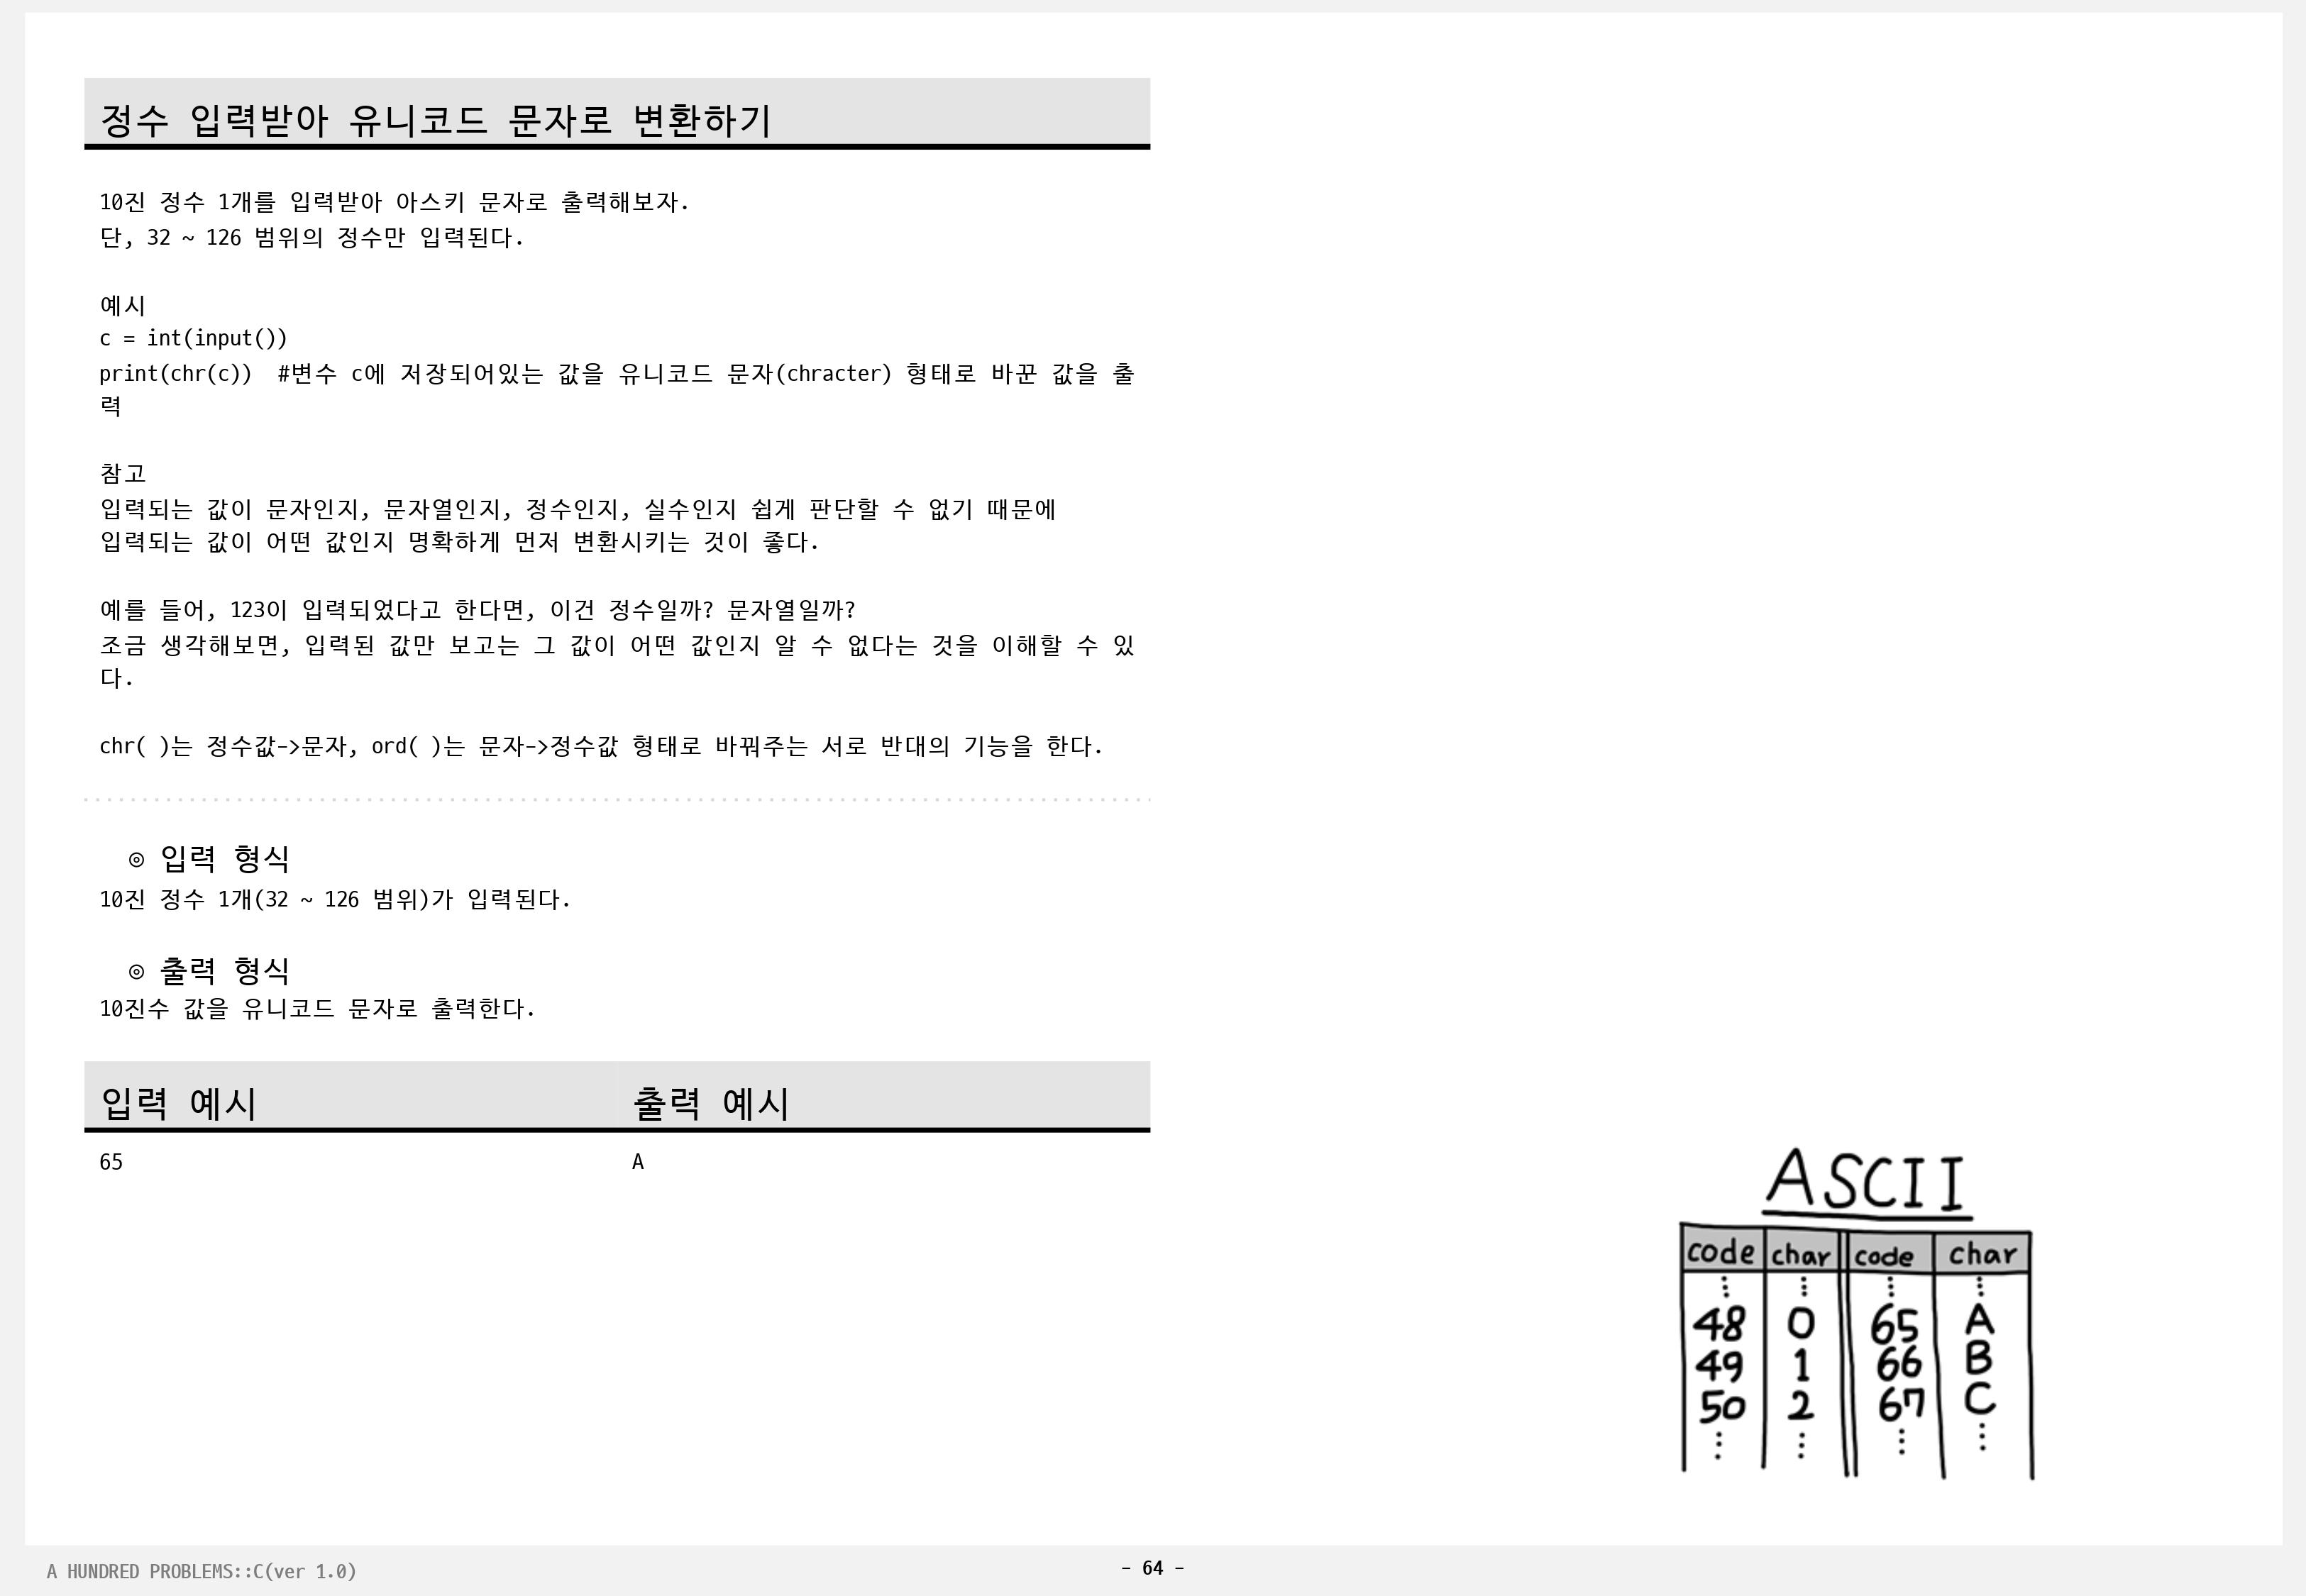 정수 입력받아 유니코드 문자로 변환하기
10진 정수 1개를 입력받아 아스키 문자로 출력해보자.
단, 32 ~ 126 범위의 정수만 입력된다.
예시
c = int(input())
print(chr(c))  #변수 c에 저장되어있는 값을 유니코드 문자(chracter) 형태로 바꾼 값을 출
력
참고
입력되는 값이 문자인지, 문자열인지, 정수인지, 실수인지 쉽게 판단할 수 없기 때문에
입력되는 값이 어떤 값인지 명확하게 먼저 변환시키는 것이 좋다.
예를 들어, 123이 입력되었다고 한다면, 이건 정수일까? 문자열일까?
조금 생각해보면, 입력된 값만 보고는 그 값이 어떤 값인지 알 수 없다는 것을 이해할 수 있
다.
chr( )는 정수값->문자, ord( )는 문자->정수값 형태로 바꿔주는 서로 반대의 기능을 한다.
◎ 입력 형식
10진 정수 1개(32 ~ 126 범위)가 입력된다.
◎ 출력 형식
10진수 값을 유니코드 문자로 출력한다.
입력 예시 출력 예시
65 A
ASCII
code char code char
48 0 65 A
49 1 66 B
50 2 67 C
A HUNDRED PROBLEMS::C(ver 1.0)
- 64 -